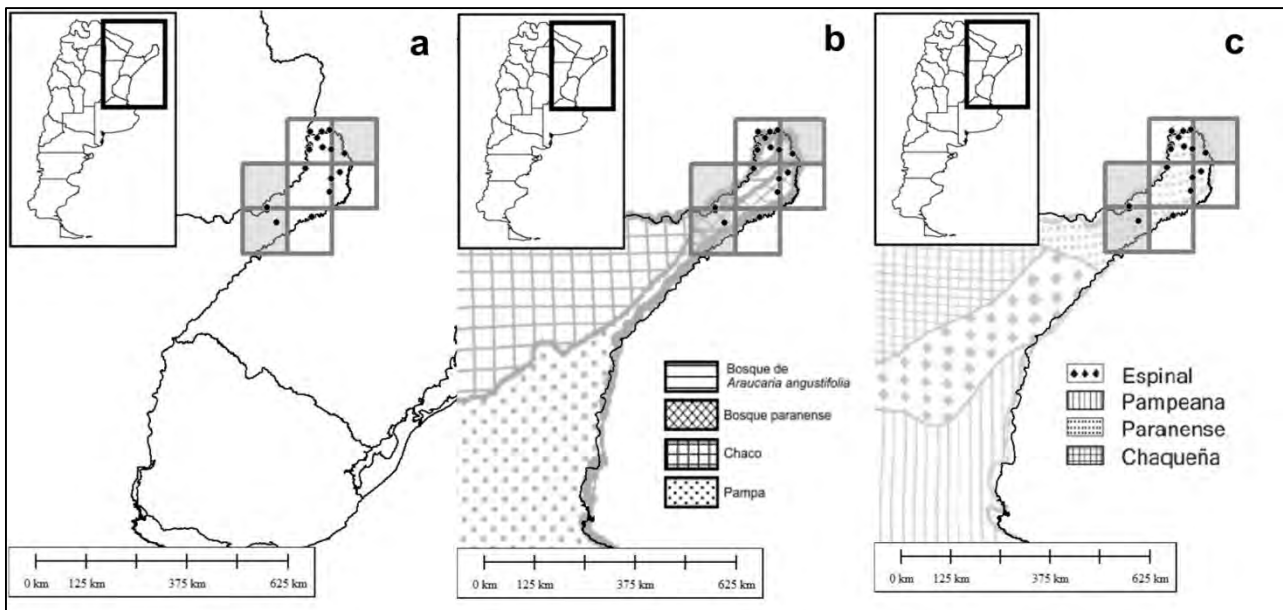 a
b
c
Bosque de
Araucaria angustifolia
Bosque paranense
Chaco
Pampa
Espinal
Pampeana
Paranense
Chaqueña
0 km 125 km 375 km 625 km
0 km 125 km 375 km 625 km
0 km 125 km 375 km 625 km